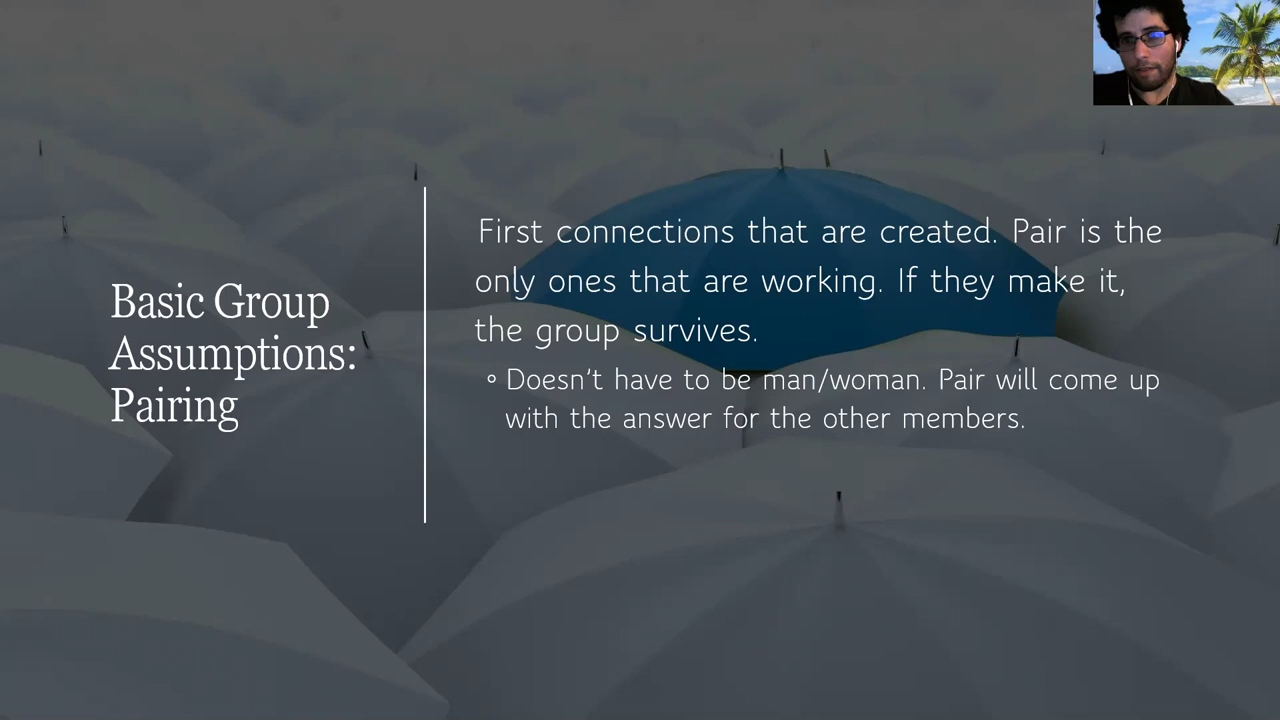 Basic Group
Assumptions:
Pairing
First connections that are created. Pair is the
only ones that are working. If they make it,
the group survives.
Doesn't have to be man/woman. Pair will come up
with the answer for the other members.